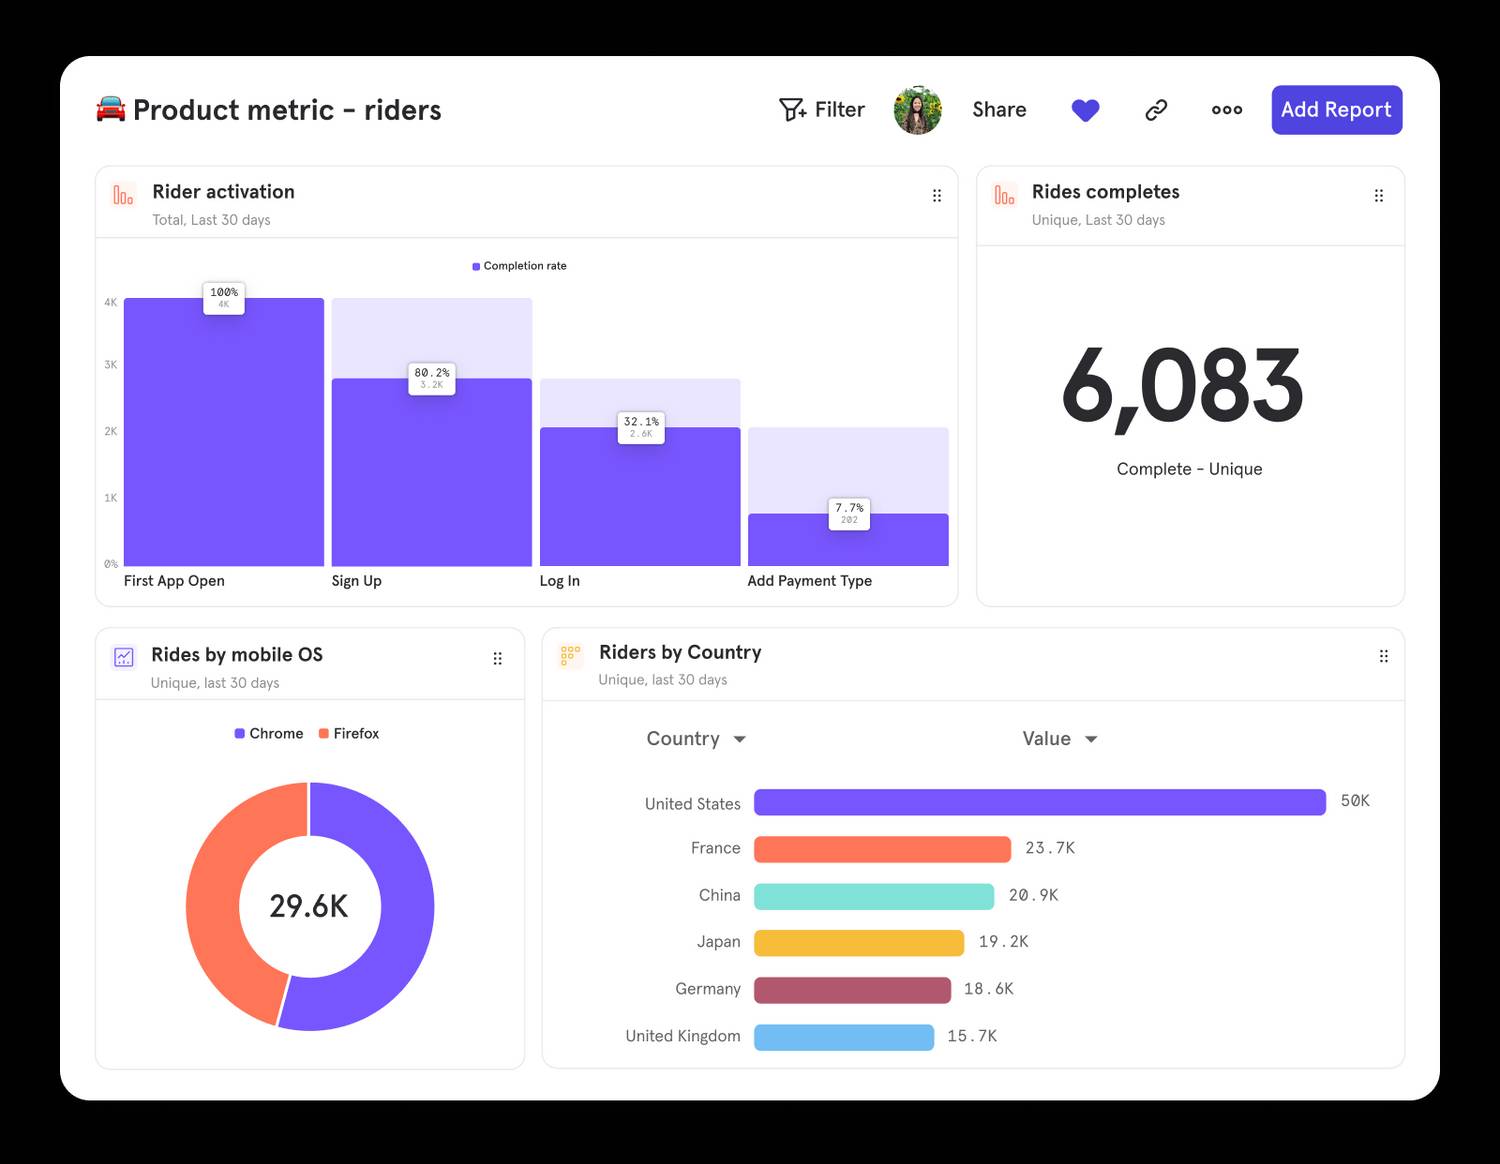 Product metric - riders
Filter
Share
Add Report
Rider activation
Total, Last 30 days
Completion rate
4K
3K
2K
1K
0%
100%
4K
80.2%
3.2K
32.1%
2.6K
7.7%
202
First App Open
Sign Up
Log In
Add Payment Type
Rides completes
Unique, Last 30 days
6,083
Complete - Unique
Rides by mobile OS
Unique, last 30 days
Chrome Firefox
29.6K
Riders by Country
Unique, last 30 days
Country Value
United States 50K
France 23.7K
China 20.9K
Japan 19.2K
Germany 18.6K
United Kingdom 15.7K